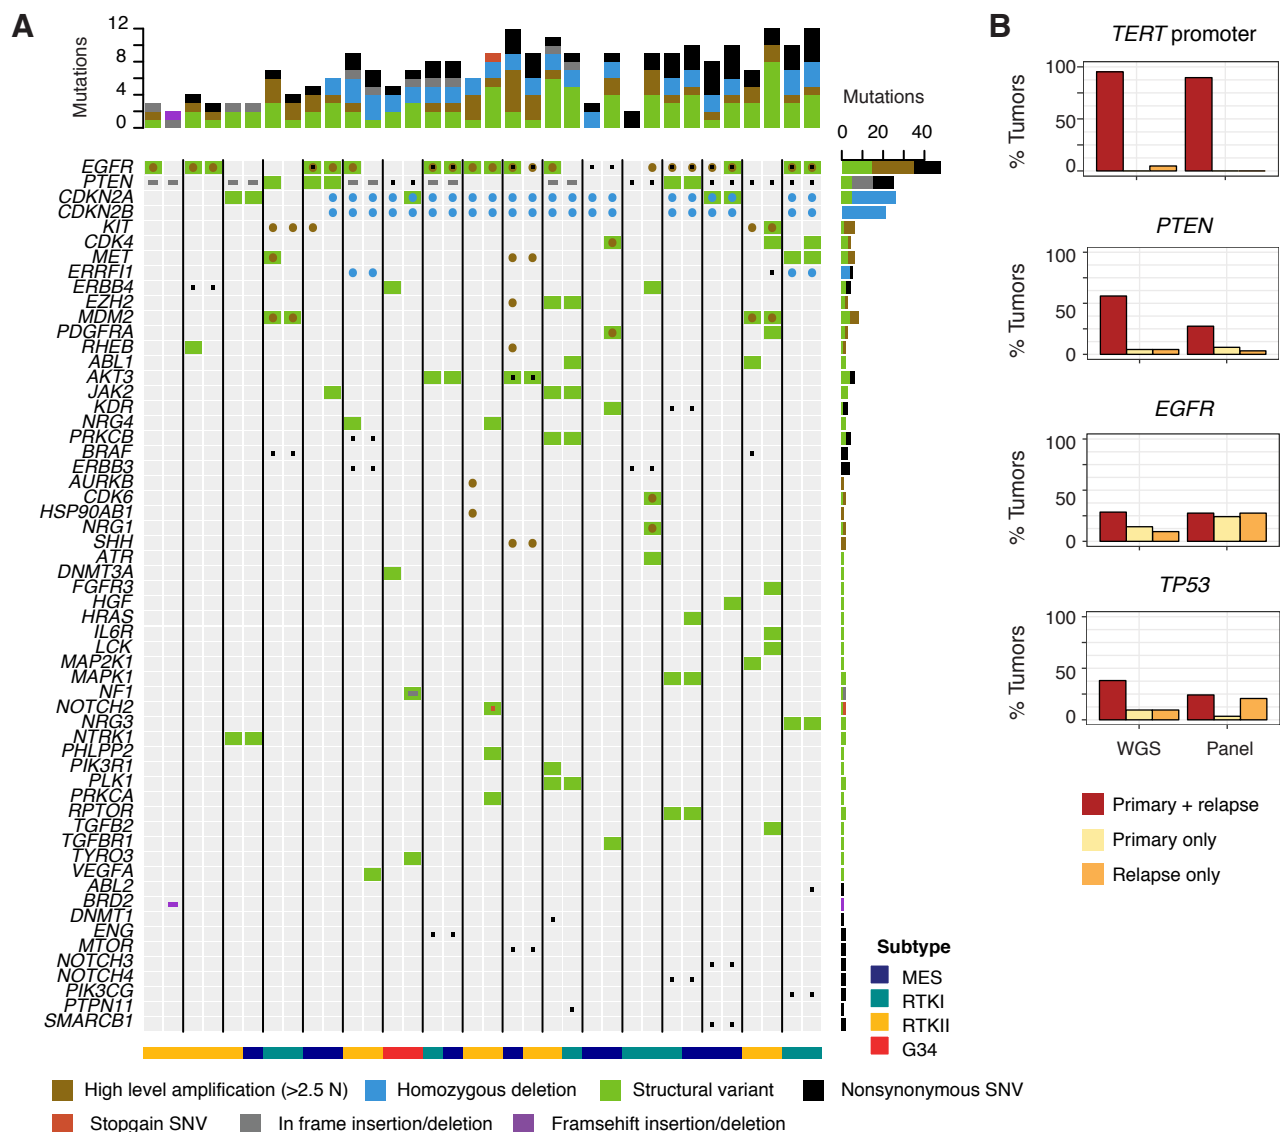 A
Mutations
12
8
4
0
Mutations
0 20 40
EGFR
PTEN
CDKN2A
CDKN2B
KIT
CDK4
MET
ERRFI1
ERBB4
EZH2
MDM2
PDGFRA
RHEB
ABL1
AKT3
JAK2
KDR
NRG4
PRKCB
BRAF
ERBB3
AURKB
CDK6
HSP90AB1
NRG1
SHH
ATR
DNMT3A
FGFR3
HGF
HRAS
IL6R
LCK
MAP2K1
MAPK1
NF1
NOTCH2
NRG3
NTRK1
PHLPP2
PIK3R1
PLK1
PRKCA
RPTOR
TGFB2
TGFBR1
TYRO3
VEGFA
ABL2
BRD2
DNMT1
ENG
MTOR
NOTCH3
NOTCH4
PIK3CG
PTPN11
SMARCB1
Subtype
MES
RTKI
RTKII
G34
High level amplification (>2.5 N)
Homozygous deletion
Structural variant
Nonsynonymous SNV
Stopgain SNV
In frame insertion/deletion
Framsehift insertion/deletion
B
TERT promoter
% Tumors
100
50
0
PTEN
% Tumors
100
50
0
EGFR
% Tumors
100
50
0
TP53
% Tumors
100
50
0
WGS Panel
Primary + relapse
Primary only
Relapse only